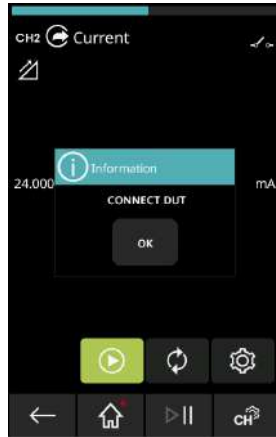 CH2 Current
Information
24.000 mA
CONNECT DUT
OK
CH